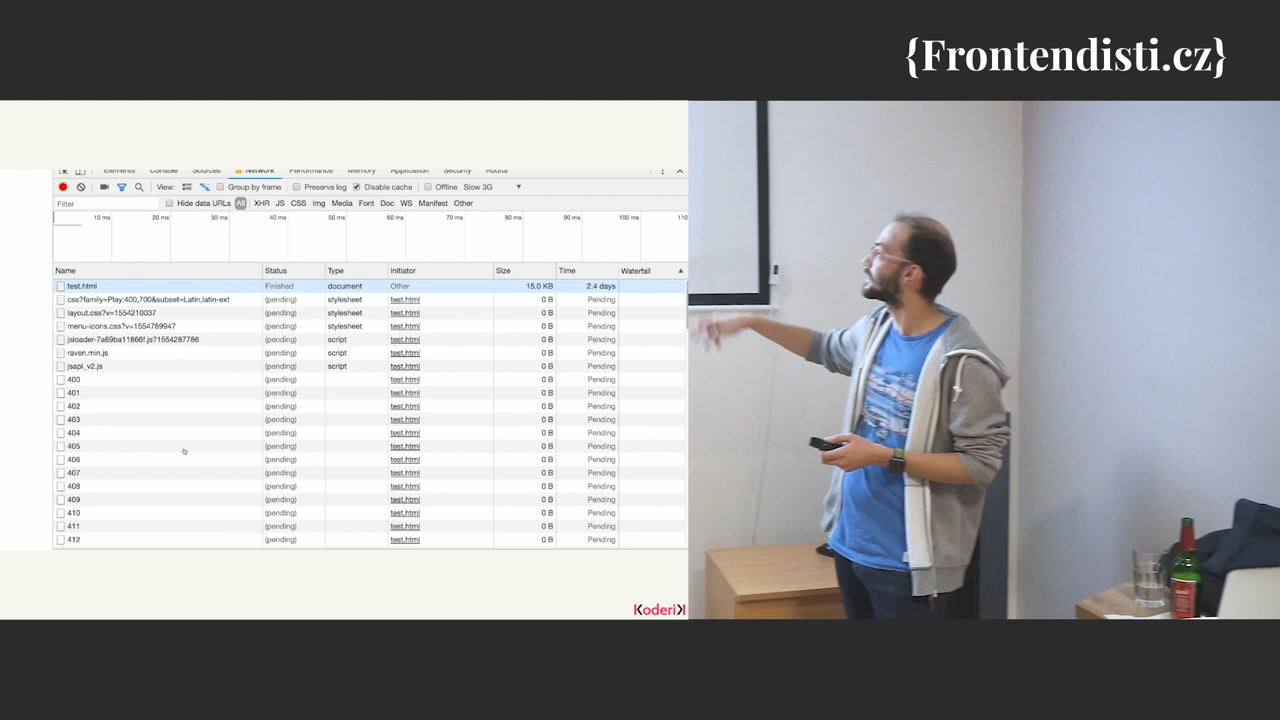 {Frontendisti.cz}
Elements Console Sources Network Performance Memory Application Security Audits
View: Group by frame Preserve log Disable cache Offline Slow 3G
Filter Hide data URLs All XHR JS CSS Img Media Font Doc WS Manifest Other
10 ms 20 ms 30 ms 40 ms 50 ms 60 ms 70 ms 80 ms 90 ms 100 ms 110
Name Status Type Initiator Size Time Waterfall
test.html Finished document Other 15.0 KB 2.4 days
css?family=Play:400,700&subset=Latin,latin-ext (pending) stylesheet test.html 0 B Pending
layout.css?v=1554210037 (pending) stylesheet test.html 0 B Pending
menu-icons.css?v=1554789947 (pending) stylesheet test.html 0 B Pending
jsloader-7a69ba11866f.js?1554287786 (pending) script test.html 0 B Pending
raven.min.js (pending) script test.html 0 B Pending
jsapi_v2.js (pending) script test.html 0 B Pending
400 (pending) test.html 0 B Pending
401 (pending) test.html 0 B Pending
402 (pending) test.html 0 B Pending
403 (pending) test.html 0 B Pending
404 (pending) test.html 0 B Pending
405 (pending) test.html 0 B Pending
406 (pending) test.html 0 B Pending
407 (pending) test.html 0 B Pending
408 (pending) test.html 0 B Pending
409 (pending) test.html 0 B Pending
410 (pending) test.html 0 B Pending
411 (pending) test.html 0 B Pending
412 (pending) test.html 0 B Pending
Koderik